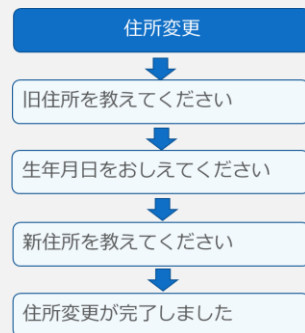 住所変更
旧住所を教えてください
生年月日をおしえてください
新住所を教えてください
住所変更が完了しました